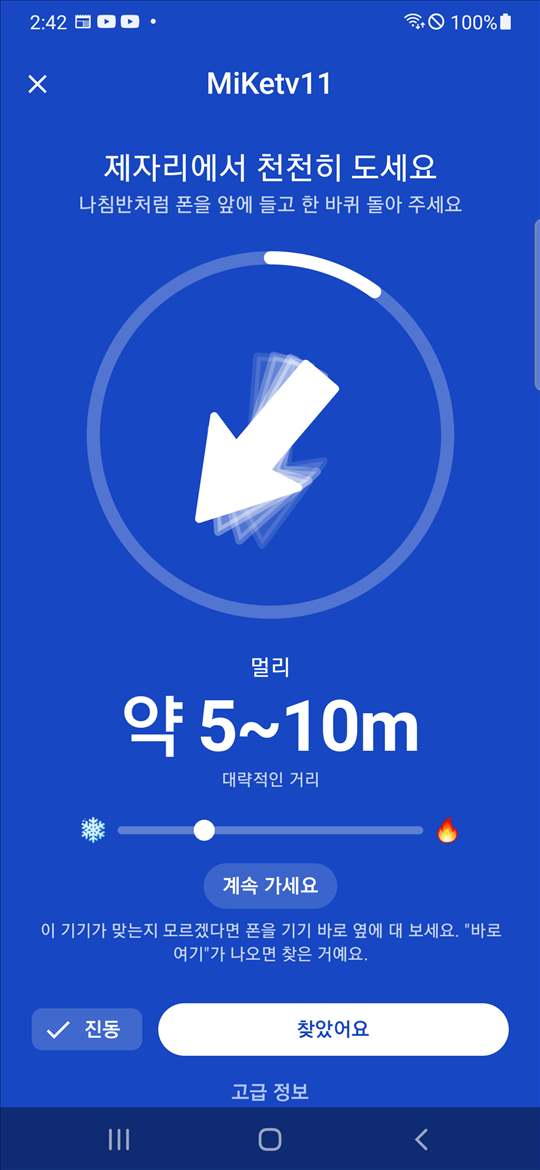 2:42
100%
MiKetv11
제자리에서 천천히 도세요
나침반처럼 폰을 앞에 들고 한 바퀴 돌아 주세요
멀리
약 5~10m
대략적인 거리
계속 가세요
이 기기가 맞는지 모르겠다면 폰을 기기 바로 옆에 대 보세요. "바로
여기"가 나오면 찾은 거예요.
진동
찾았어요
고급 정보